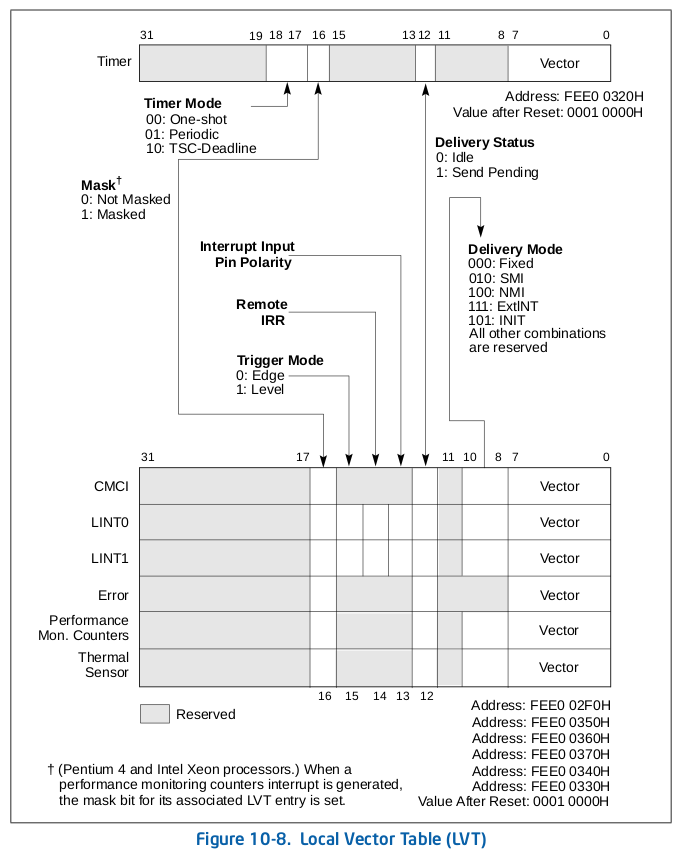 31 19 18 17 16 15 13 12 11 8 7 0
Timer Vector
Timer Mode
00: One-shot
01: Periodic
10: TSC-Deadline
Address: FEE0 0320H
Value after Reset: 0001 0000H
Delivery Status
0: Idle
1: Send Pending
Mask†
0: Not Masked
1: Masked
Interrupt Input
Pin Polarity
Delivery Mode
000: Fixed
010: SMI
100: NMI
111: ExtlNT
101: INIT
All other combinations
are reserved
Remote
IRR
Trigger Mode
0: Edge
1: Level
31 17 11 10 8 7 0
CMCI Vector
LINT0 Vector
LINT1 Vector
Error Vector
Performance
Mon. Counters Vector
Thermal
Sensor Vector
16 15 14 13 12
Reserved
Address: FEE0 02F0H
Address: FEE0 0350H
Address: FEE0 0360H
Address: FEE0 0370H
Address: FEE0 0340H
Address: FEE0 0330H
Value After Reset: 0001 0000H
† (Pentium 4 and Intel Xeon processors.) When a
performance monitoring counters interrupt is generated,
the mask bit for its associated LVT entry is set.
Figure 10-8. Local Vector Table (LVT)